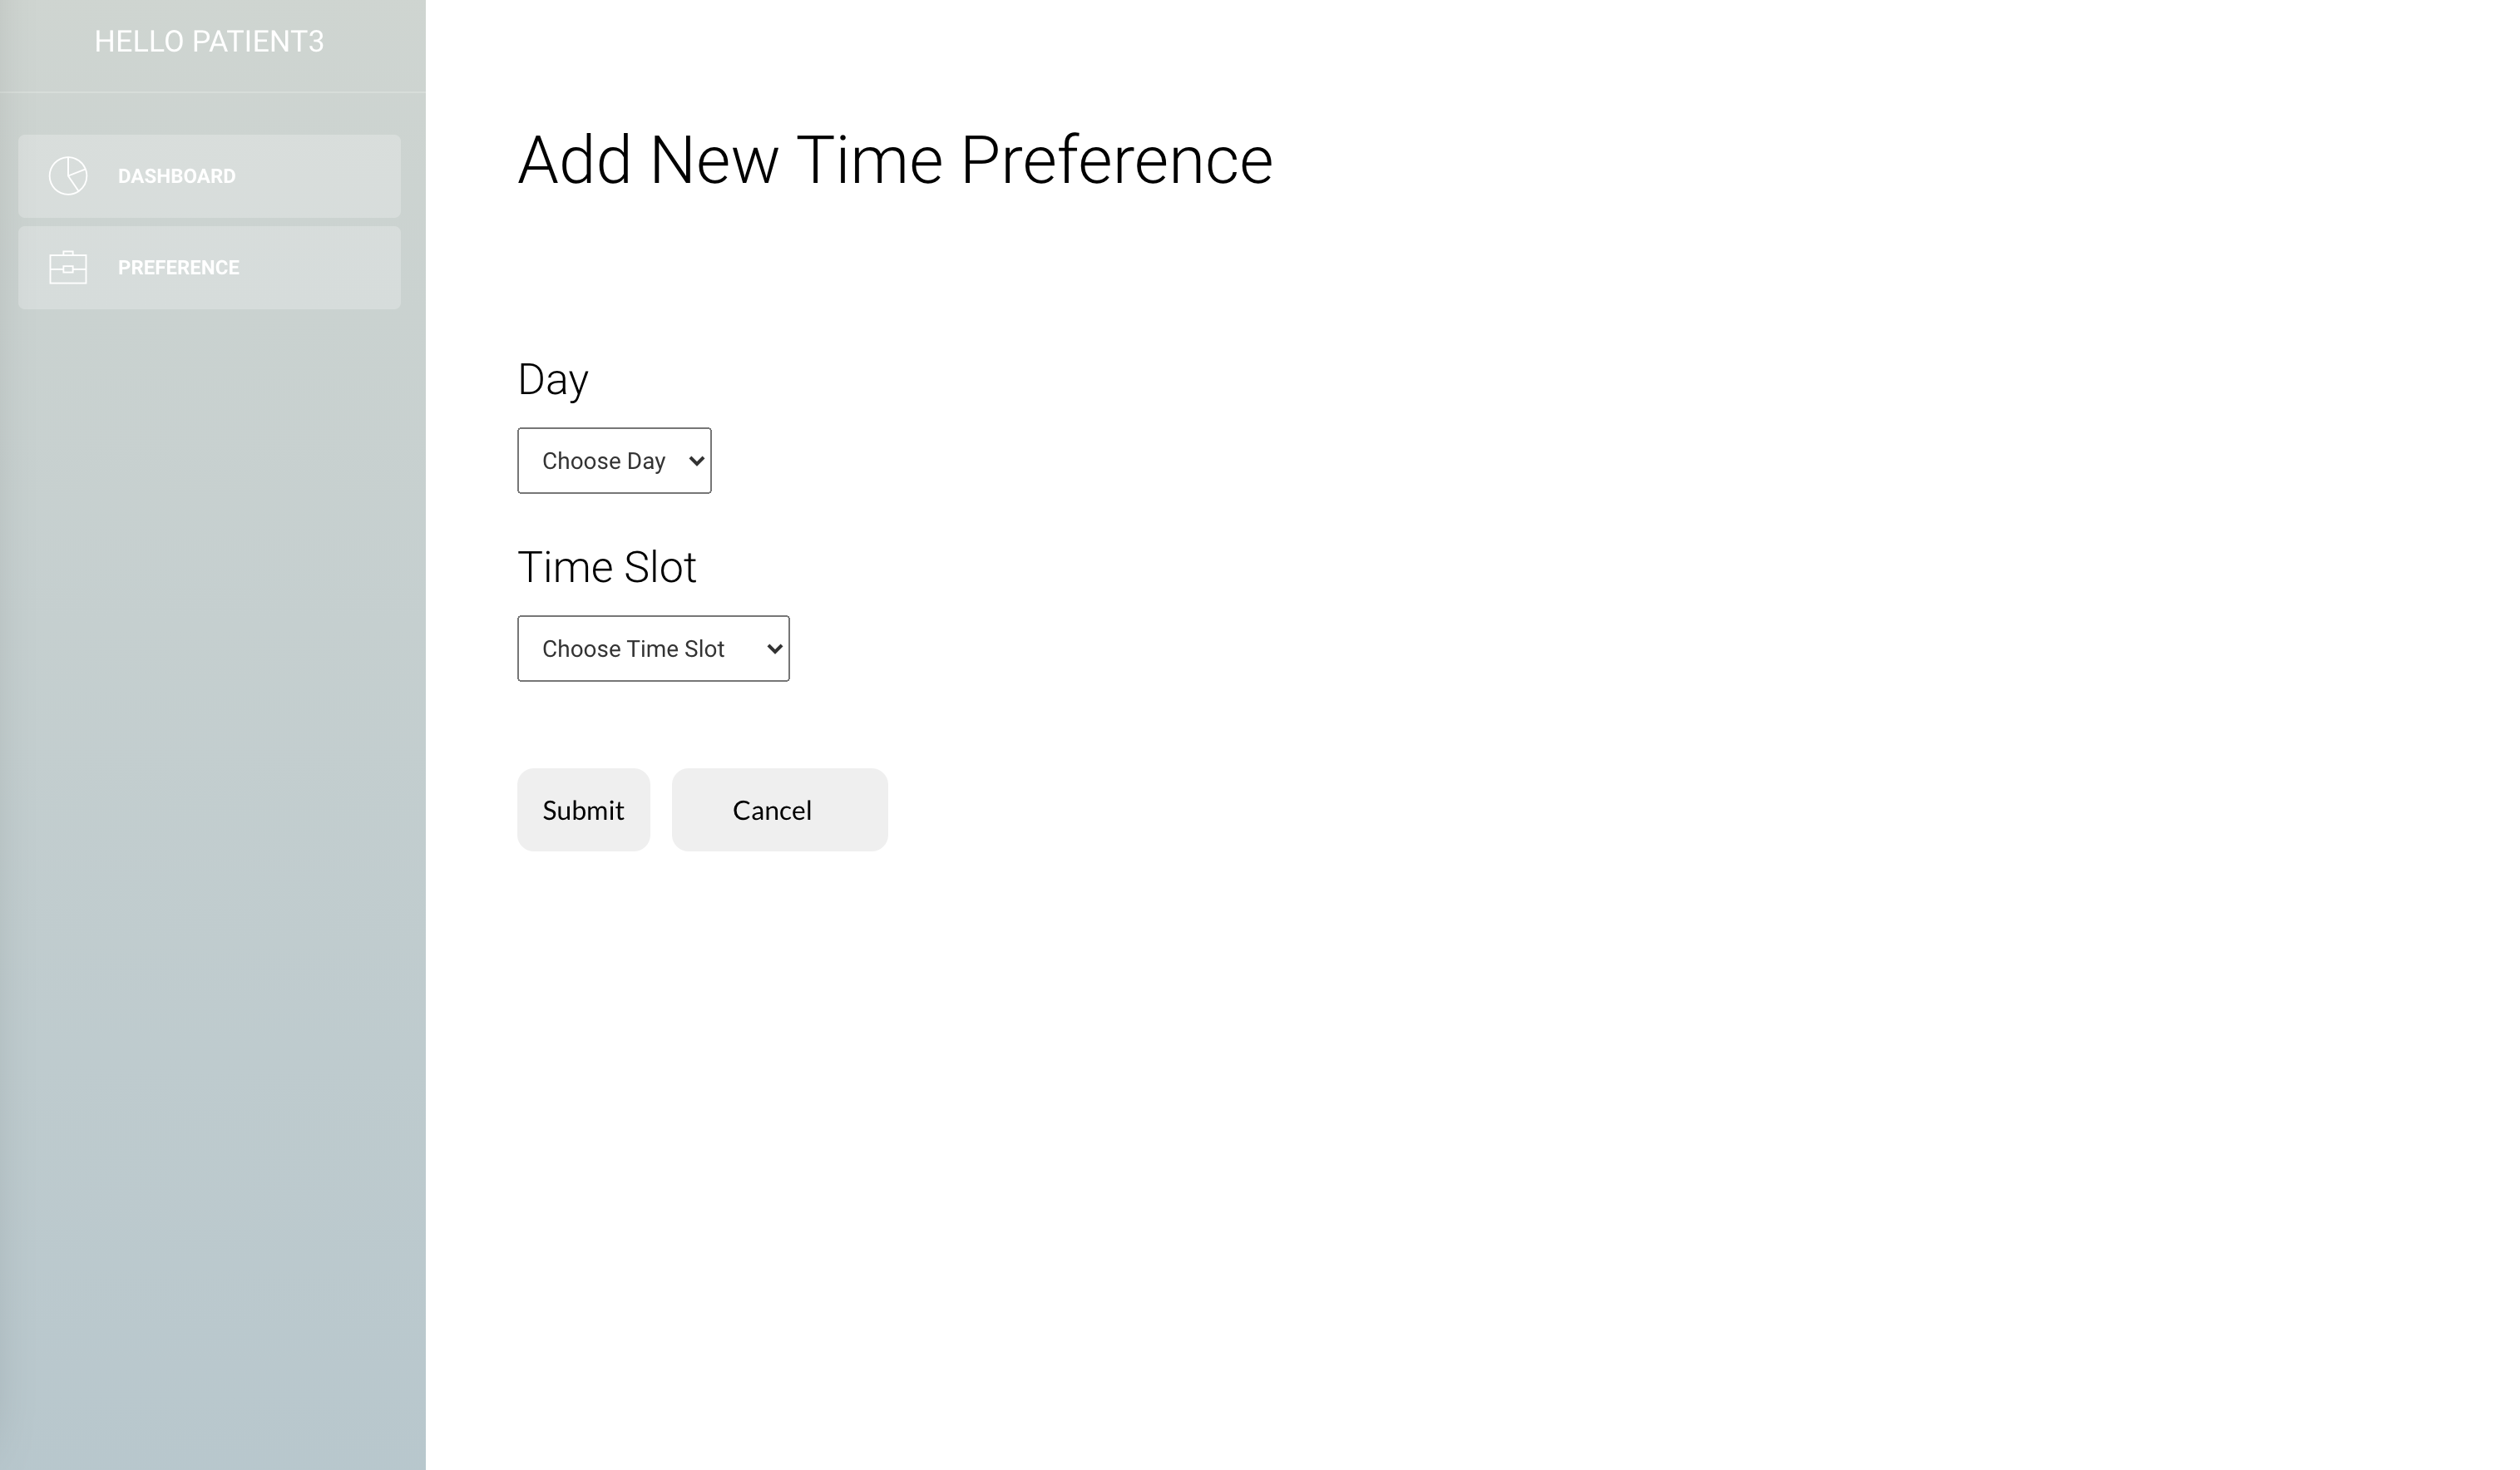 HELLO PATIENT3
DASHBOARD
PREFERENCE
Add New Time Preference
Day
Choose Day
Time Slot
Choose Time Slot
Submit Cancel